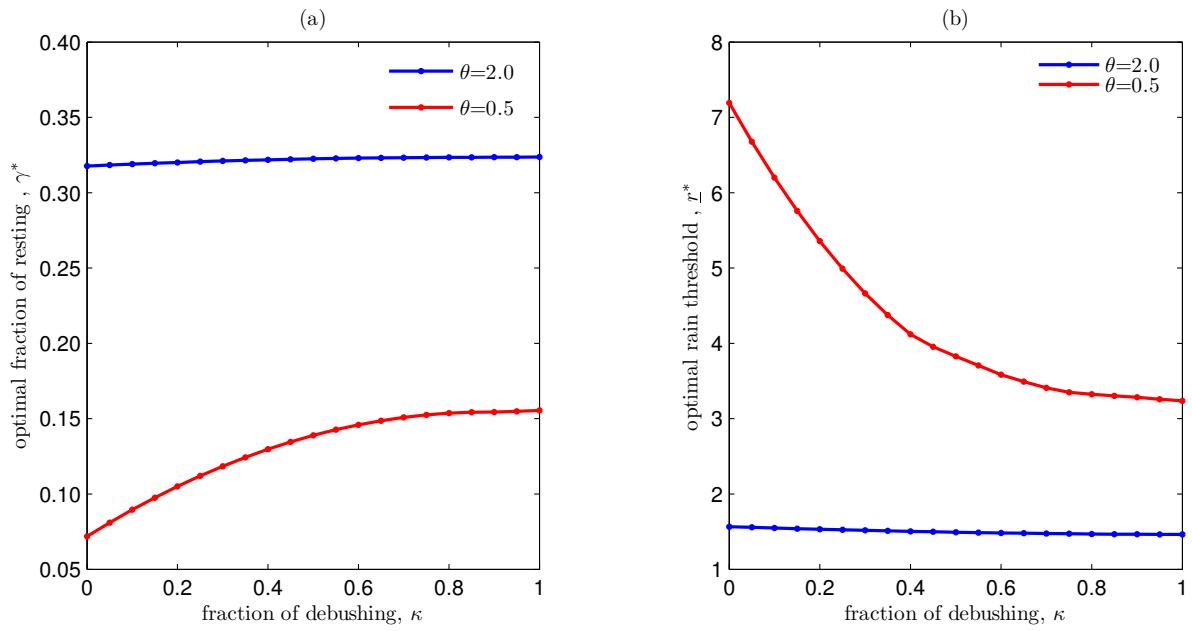 (a)
0.40
0.35
0.30
0.25
0.20
0.15
0.10
0.05
0
0.2
0.4
0.6
0.8
1
optimal fraction of resting , γ*
fraction of debushing, κ
θ=2.0
θ=0.5
(b)
8
7
6
5
4
3
2
1
0
0.2
0.4
0.6
0.8
1
optimal rain threshold , r̲*
fraction of debushing, κ
θ=2.0
θ=0.5